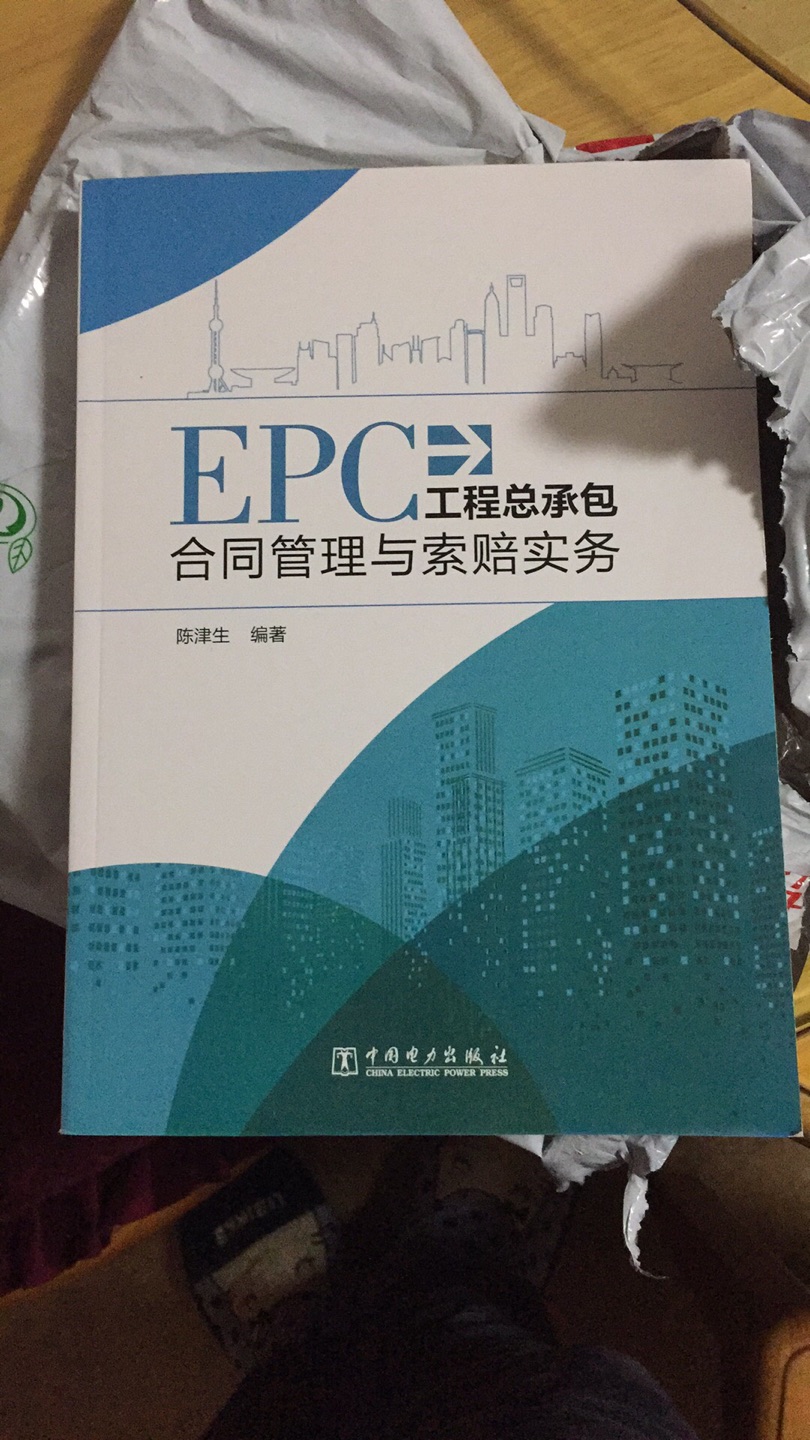 EPC
工程总承包
合同管理与索赔实务
陈津生 编著
中国电力出版社
CHINA ELECTRIC POWER PRESS